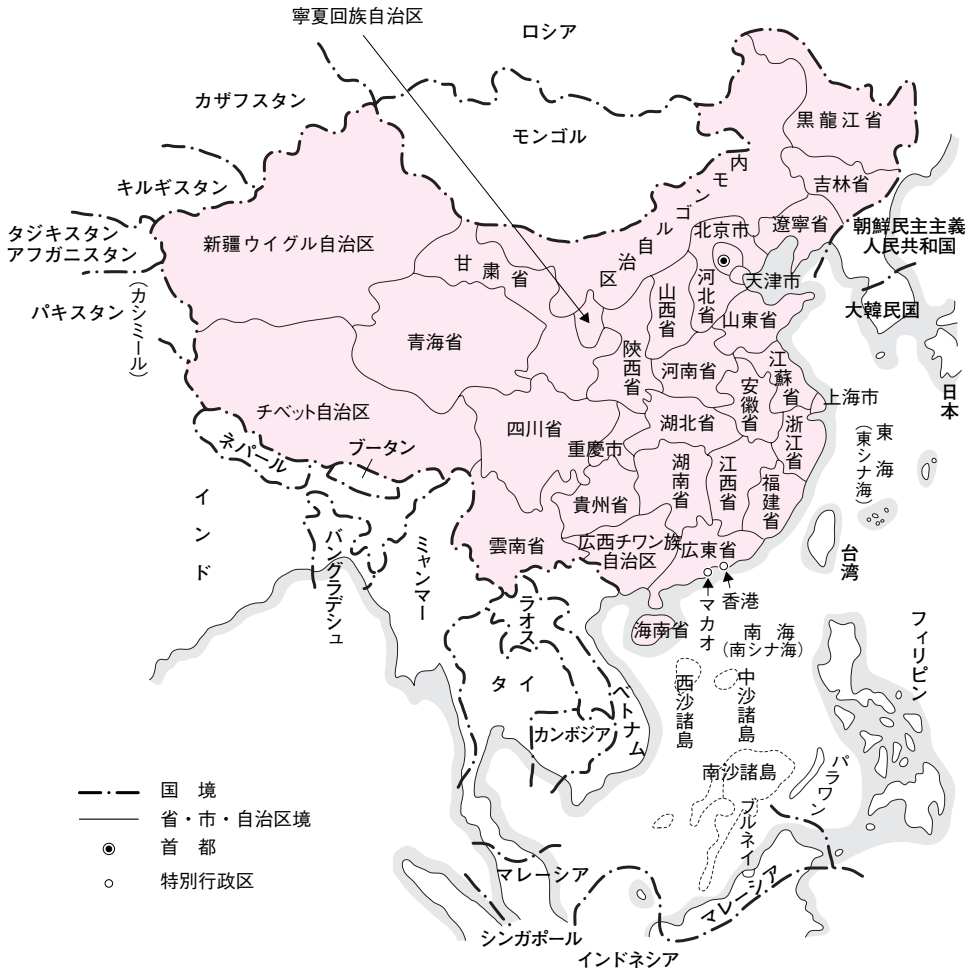 寧夏回族自治区
ロシア
カザフスタン
モンゴル
黒龍江省
内モンゴル自治区
吉林省
キルギスタン
遼寧省
朝鮮民主主義
人民共和国
タジキスタン
アフガニスタン
新疆ウイグル自治区
甘粛省
北京市
天津市
河北省
山西省
パキスタン
(カシミール)
大韓民国
山東省
青海省
陝西省
河南省
江蘇省
安徽省
上海市
日本
チベット自治区
四川省
重慶市
湖北省
浙江省
東海
(東シナ海)
ネパール
ブータン
湖南省
江西省
福建省
貴州省
インド
バングラデシュ
ミャンマー
雲南省
広西チワン族
自治区
広東省
台湾
香港
マカオ
ラオス
海南省
南海
(南シナ海)
フィリピン
タイ
ベトナム
西沙諸島
中沙諸島
カンボジア
南沙諸島
パラワン
ブルネイ
国境
省・市・自治区境
首都
特別行政区
マレーシア
マレーシア
シンガポール
インドネシア